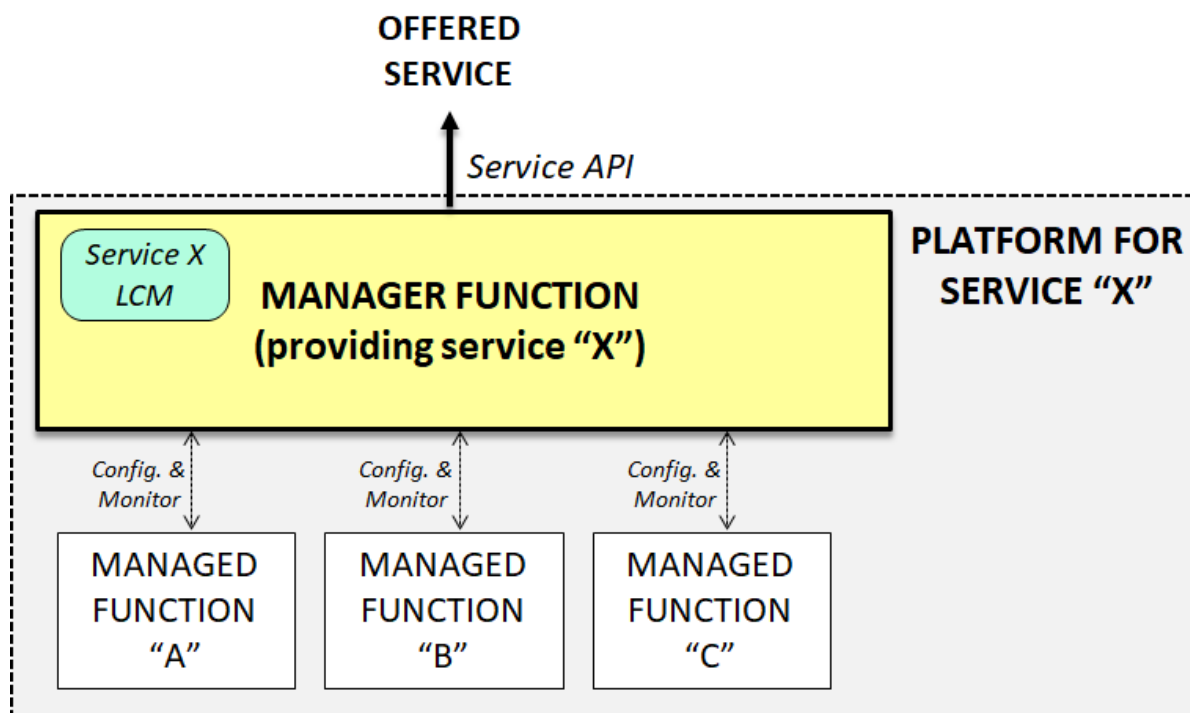 OFFERED
SERVICE
Service API
PLATFORM FOR
SERVICE “X”
Service X
LCM
MANAGER FUNCTION
(providing service “X”)
Config. &
Monitor
Config. &
Monitor
Config. &
Monitor
MANAGED
FUNCTION
“A”
MANAGED
FUNCTION
“B”
MANAGED
FUNCTION
“C”